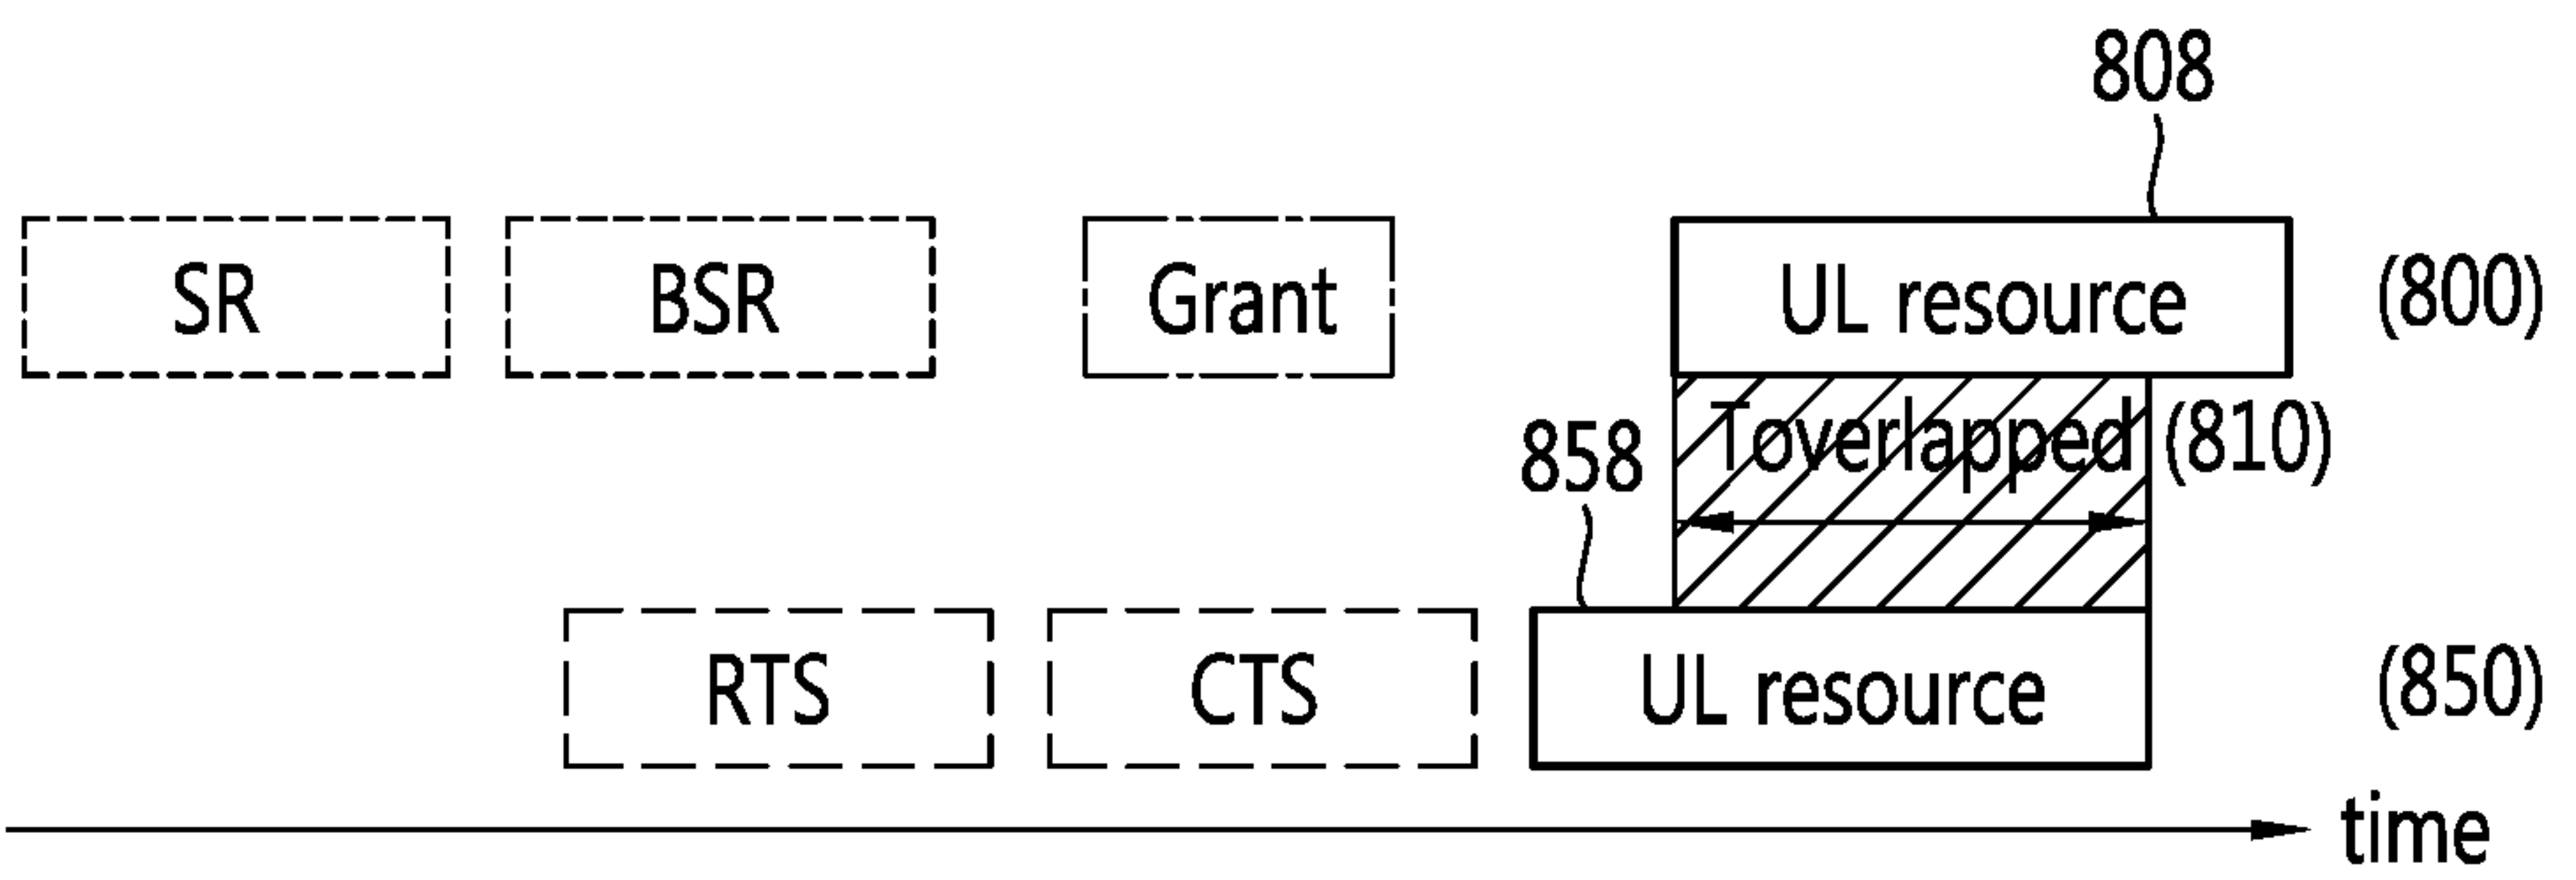 808
SR BSR Grant UL resource (800)
Toverlapped (810)
858
RTS CTS UL resource (850)
time